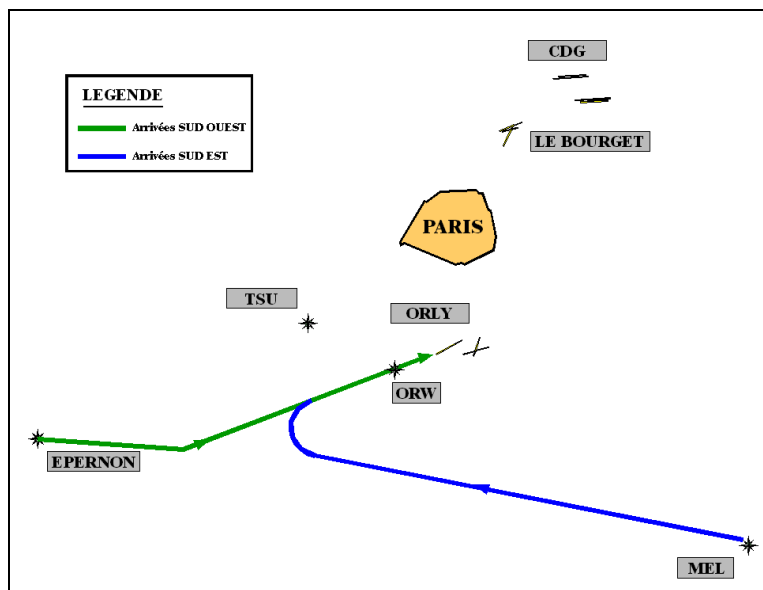 CDG
LEGENDE
Arrivées SUD OUEST
Arrivées SUD EST
LE BOURGET
PARIS
TSU
ORLY
ORW
EPERNON
MEL